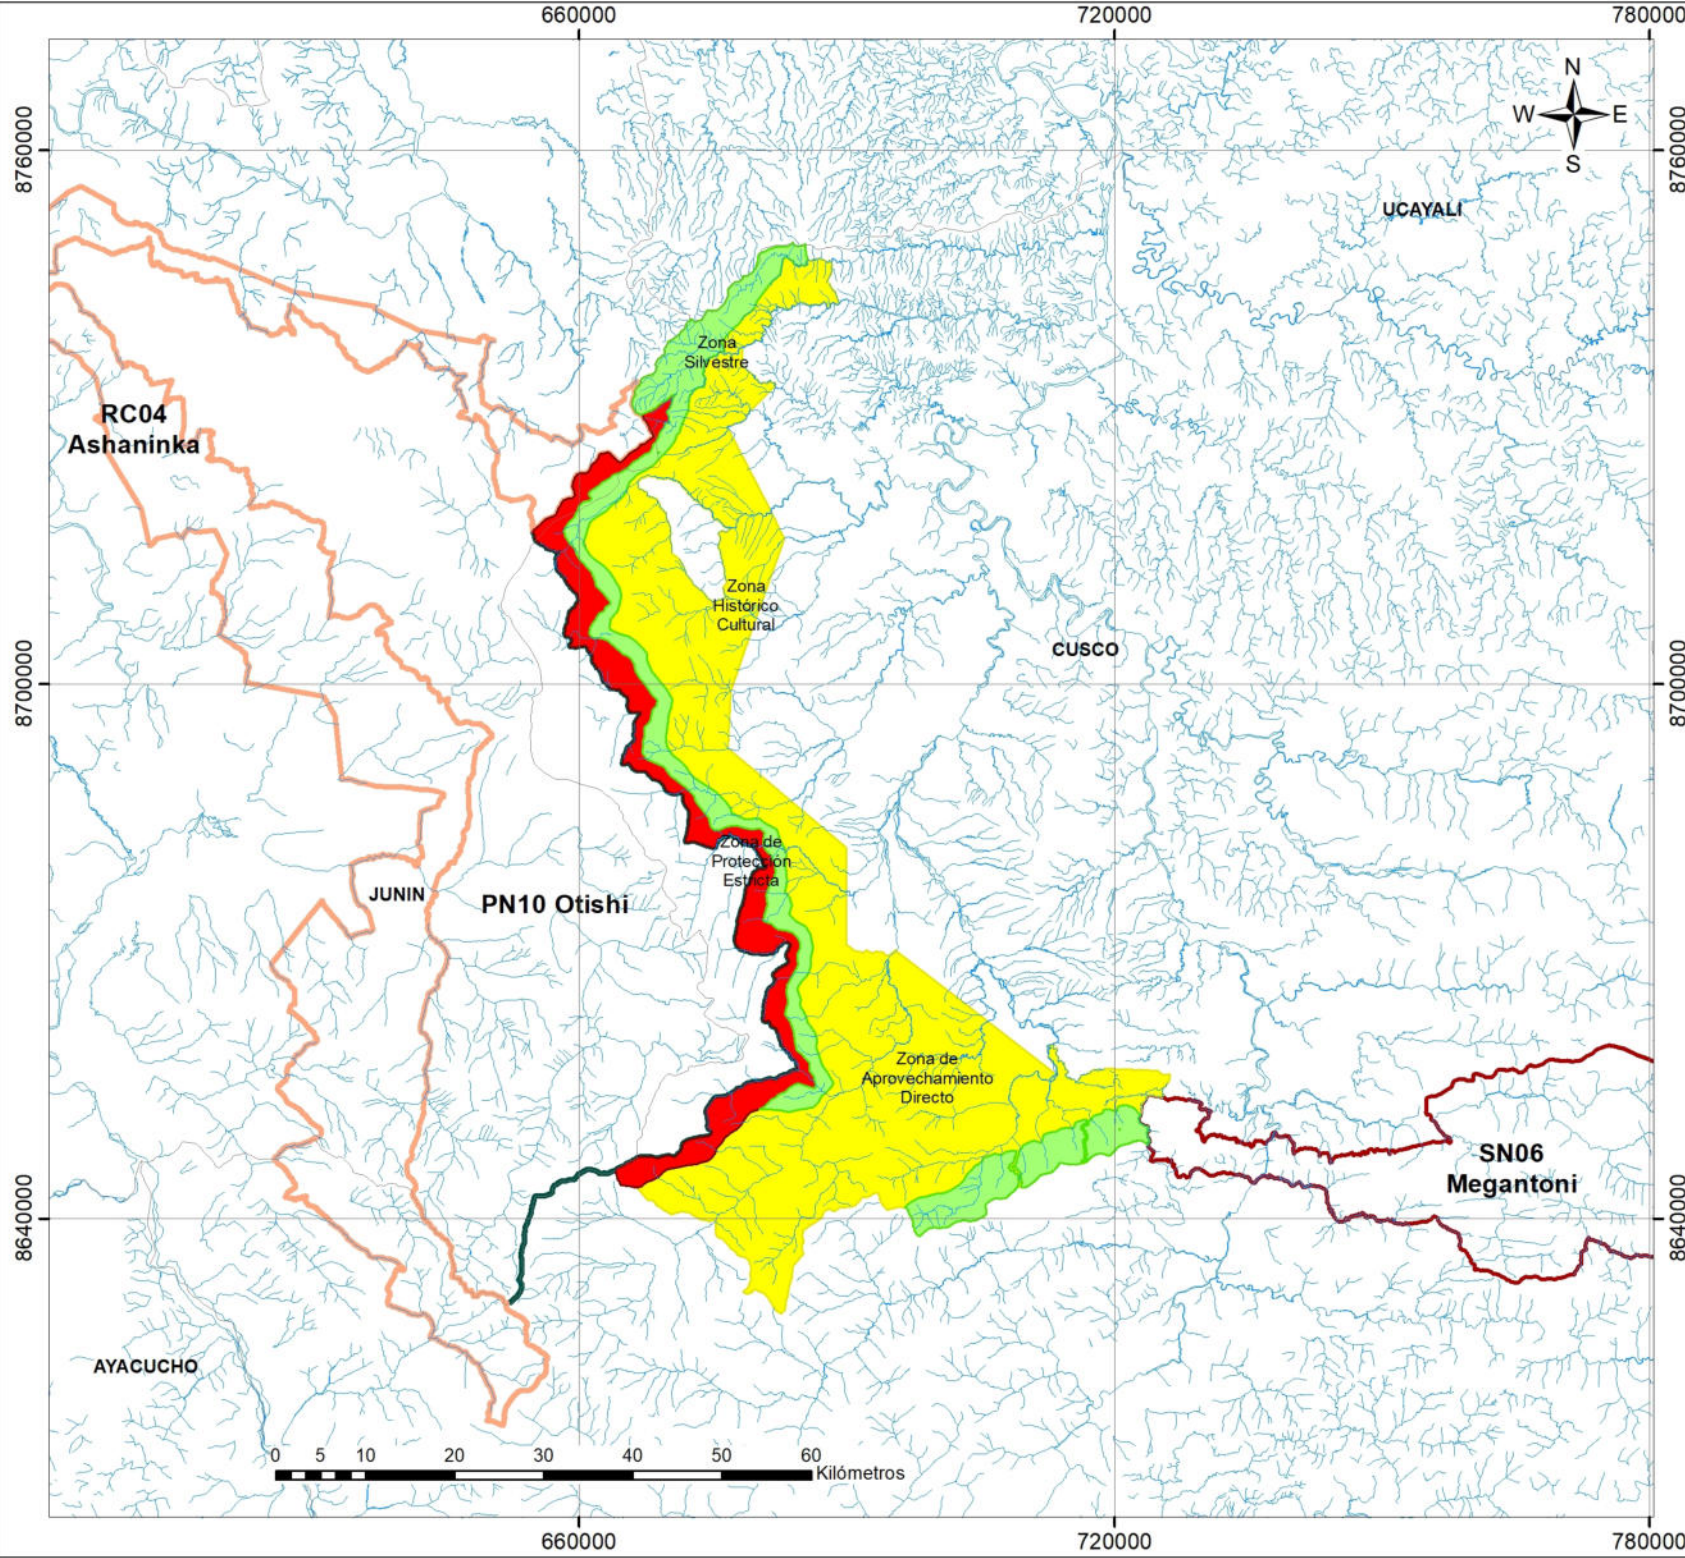 660000
720000
780000
N
W
E
S
8760000
8760000
UCAYALI
Zona
Silvestre
RC04
Ashaninka
Zona
Histórico
Cultural
CUSCO
8700000
8700000
Zona de
Protección
Estricta
JUNIN
PN10 Otishi
Zona de
Aprovechamiento
Directo
SN06
Megantoni
8640000
8640000
AYACUCHO
0 5 10 20 30 40 50 60
Kilómetros
660000
720000
780000